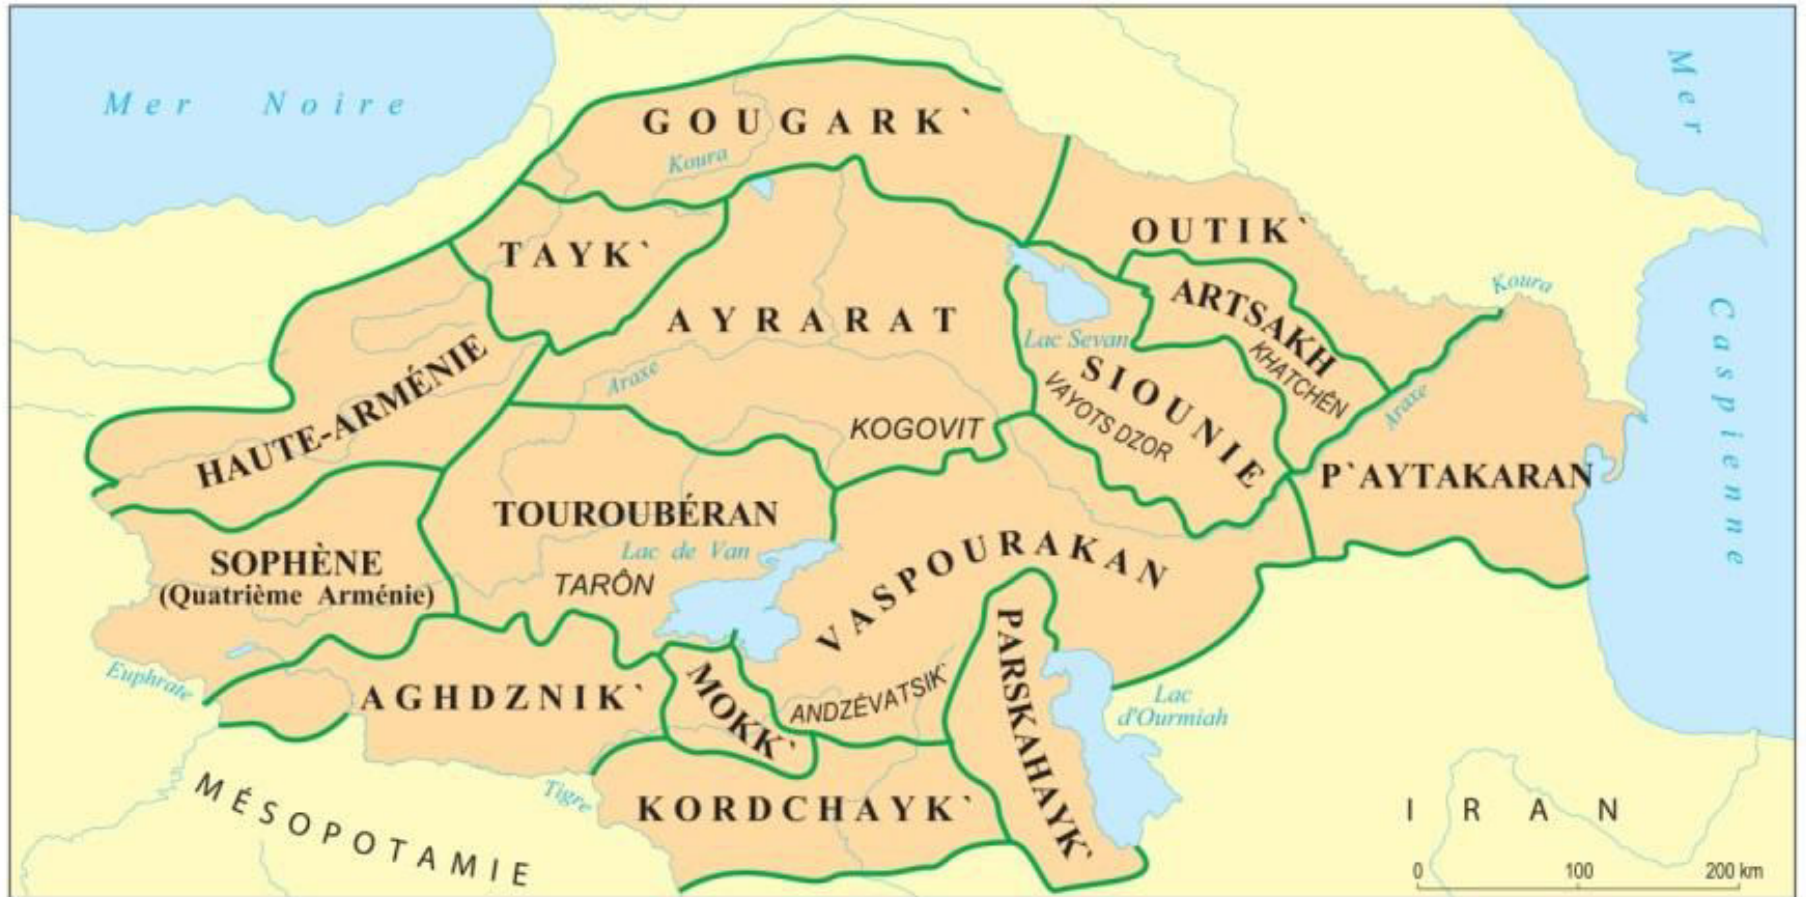 Mer Noire
Mer
Caspienne
GOUGARK`
Koura
OUTIK`
TAYK`
ARTSAKH
KHATCHÊN
Koura
AYRARAT
Lac Sevan
Araxe
SIOUNIE
VAYOTS DZOR
Araxe
HAUTE-ARMÉNIE
KOGOVIT
P`AYTAKARAN
TOUROUBÉRAN
Lac de Van
TARÔN
SOPHÈNE
(Quatrième Arménie)
VASPOURAKAN
PARSKAHAYK`
Euphrate
AGHDZNIK`
MOKK`
ANDZÉVATSIK`
Lac
d'Ourmiah
MÉSOPOTAMIE
Tigre
KORDCHAYK`
IRAN
0 100 200 km